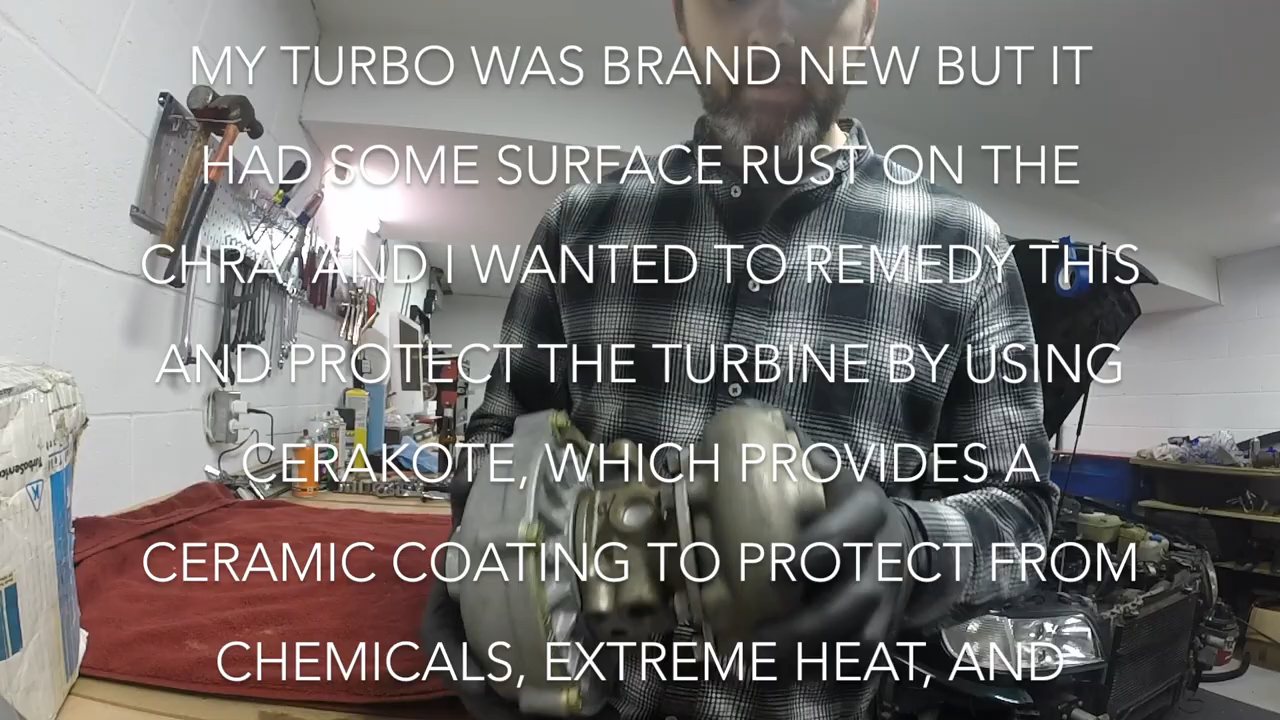 MY TURBO WAS BRAND NEW BUT IT
HAD SOME SURFACE RUST ON THE
CHRA, AND I WANTED TO REMEDY THIS
AND PROTECT THE TURBINE BY USING
CERAKOTE, WHICH PROVIDES A
CERAMIC COATING TO PROTECT FROM
CHEMICALS, EXTREME HEAT, AND
TurboService